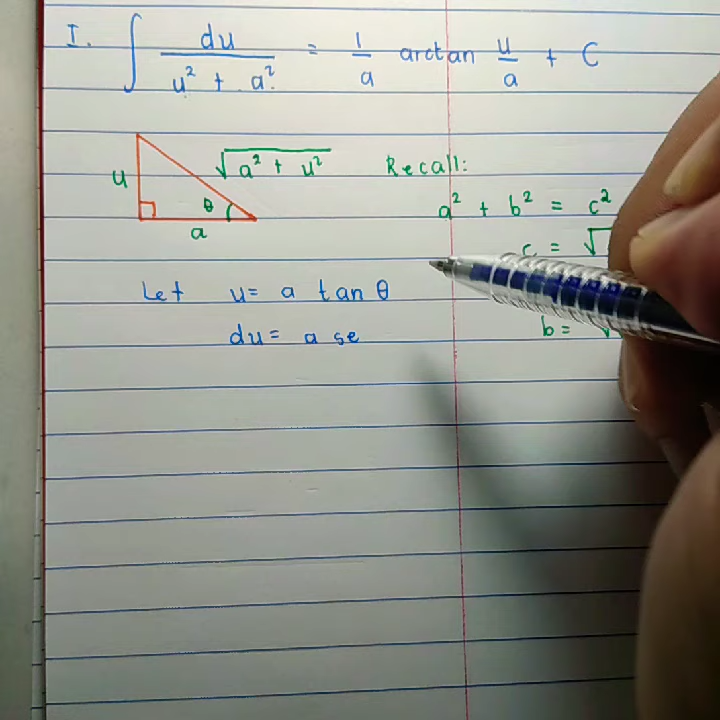 I. ∫ du / (u² + a²) = 1/a arctan u/a + C
u √(a² + u²) Recall:
θ a² + b² = c²
a
c = √
Let u = a tan θ
du = a se
b = √